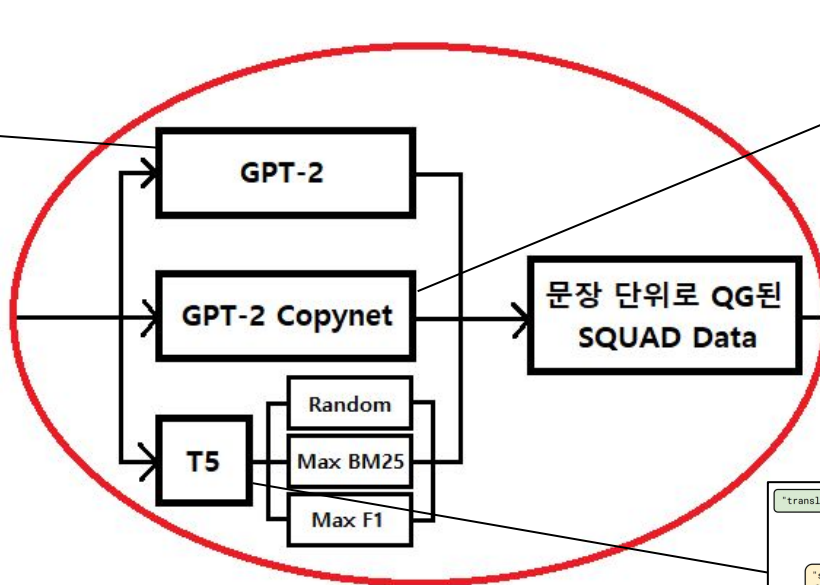 GPT-2
GPT-2 Copynet
문장 단위로 QG된
SQUAD Data
Random
T5
Max BM25
Max F1